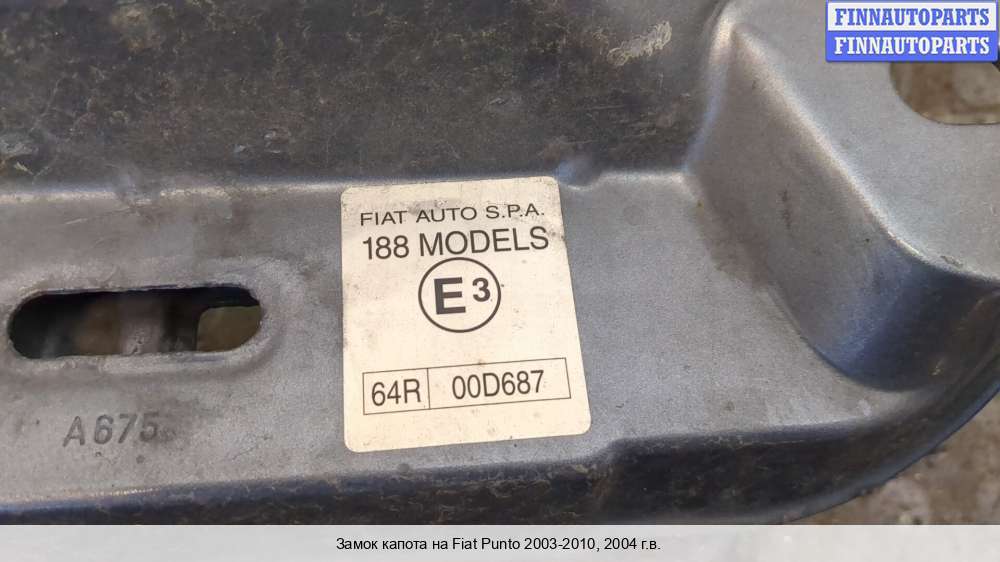 FINNAUTOPARTS
FINNAUTOPARTS
FIAT AUTO S.P.A.
188 MODELS
E3
64R 00D687
A675
Замок капота на Fiat Punto 2003-2010, 2004 г.в.